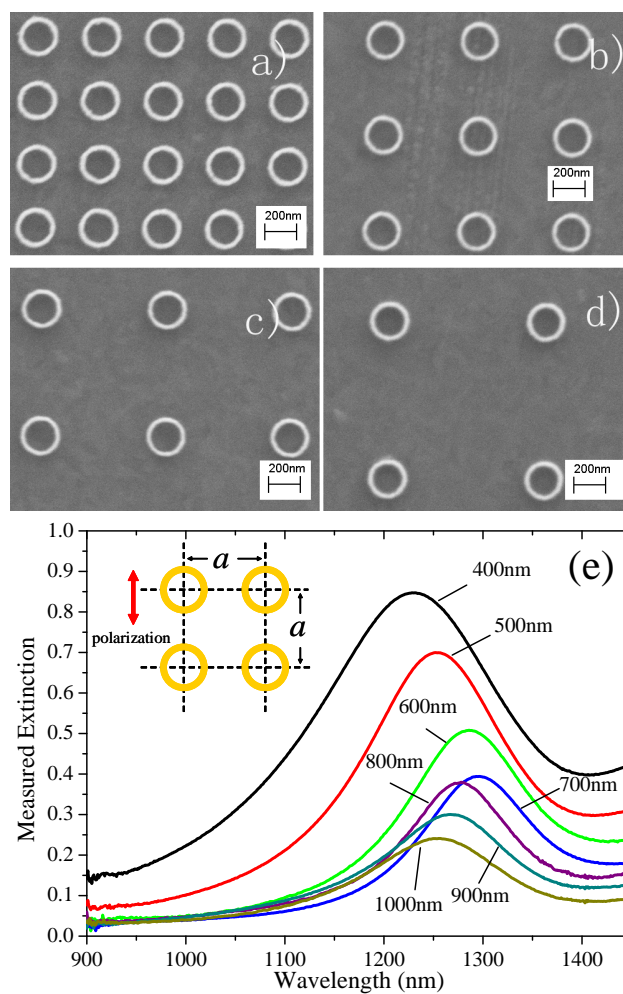 a)
200nm
b)
200nm
c)
200nm
d)
200nm
(e)
Measured Extinction
1.0
0.9
0.8
0.7
0.6
0.5
0.4
0.3
0.2
0.1
0.0
a
a
polarization
400nm
500nm
600nm
800nm
700nm
900nm
1000nm
900
1000
1100
1200
1300
1400
Wavelength (nm)